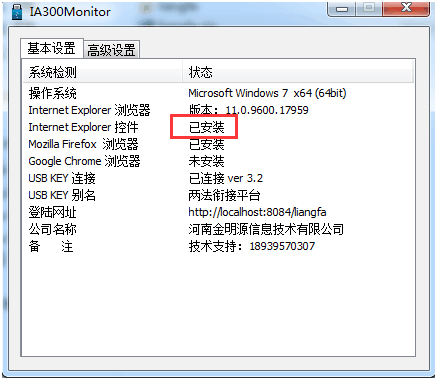 IA300Monitor
基本设置 高级设置
系统检测 状态
操作系统 Microsoft Windows 7 x64 (64bit)
Internet Explorer 浏览器 版本：11.0.9600.17959
Internet Explorer 控件 已安装
Mozilla Firefox 浏览器 已安装
Google Chrome 浏览器 未安装
USB KEY 连接 已连接 ver 3.2
USB KEY 别名 两法衔接平台
登陆网址 http://localhost:8084/liangfa
公司名称 河南金明源信息技术有限公司
备 注 技术支持：18939570307